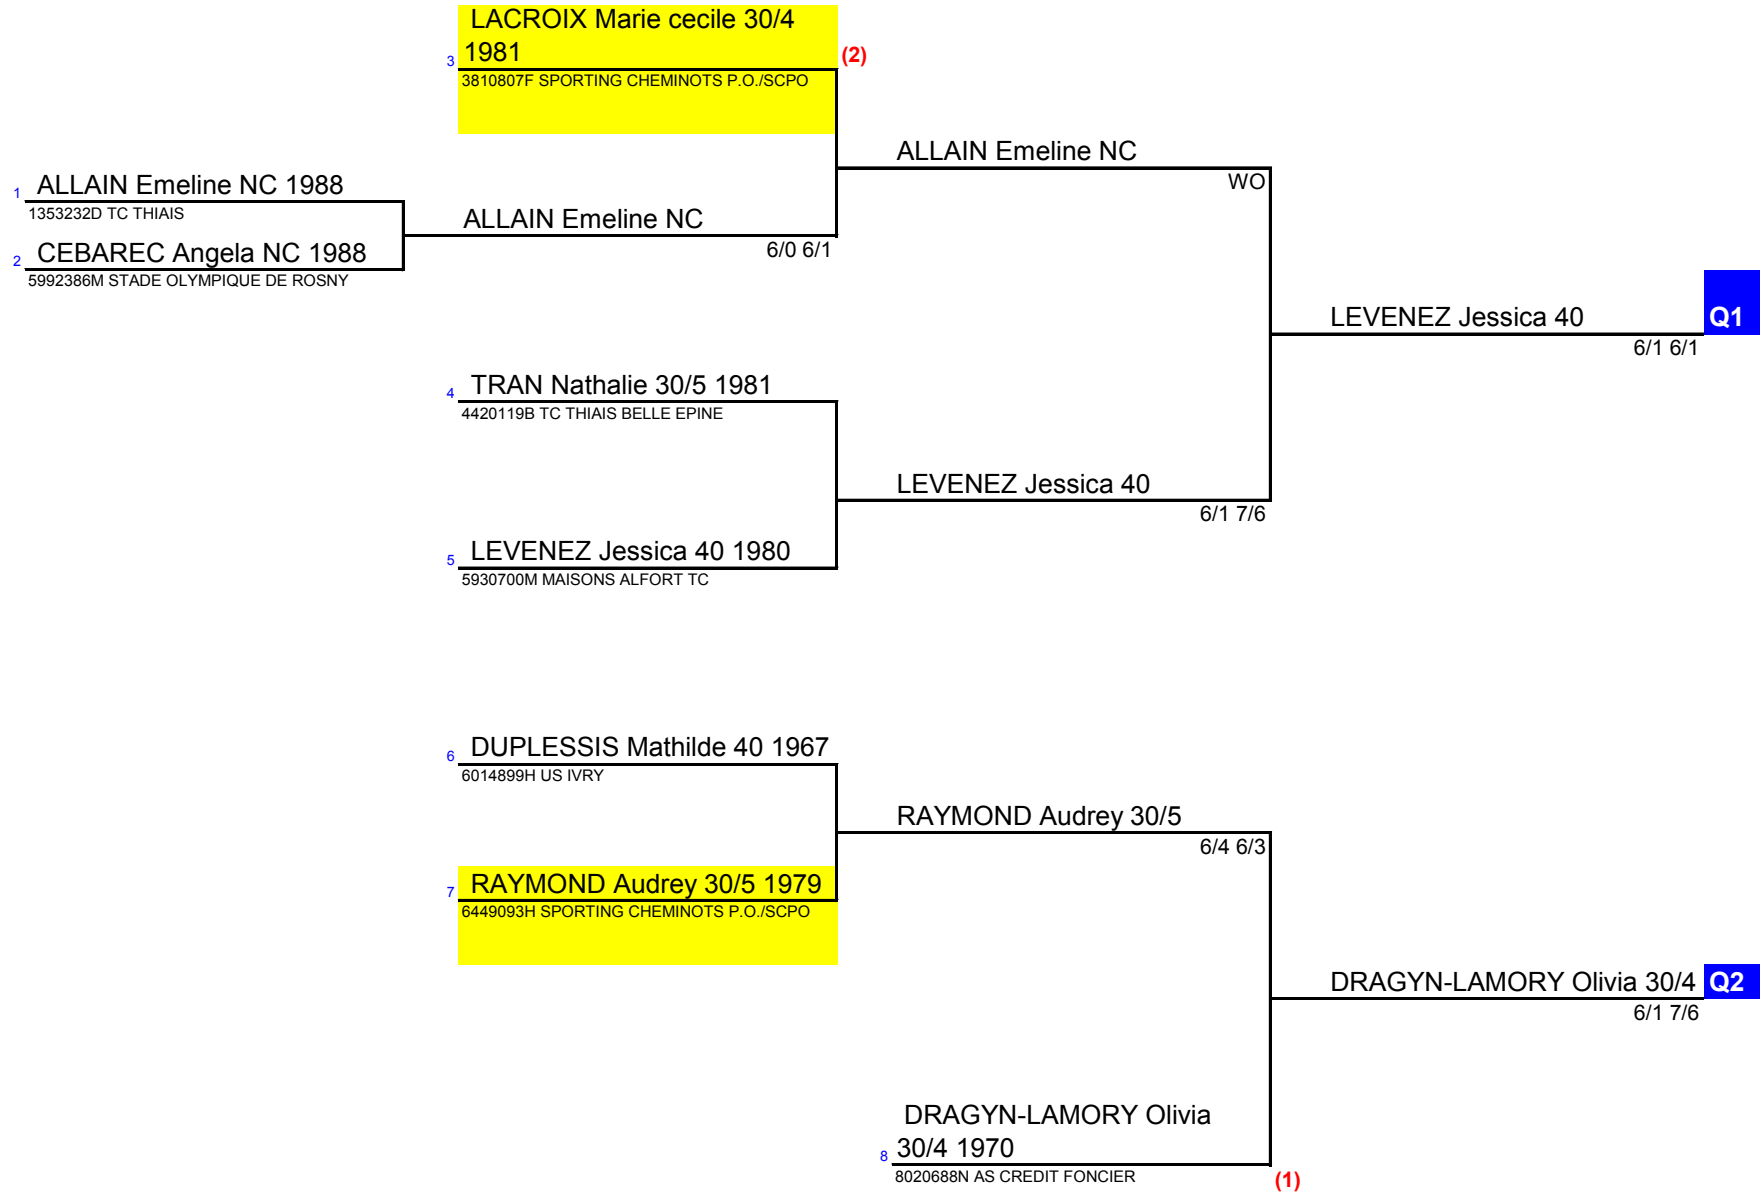 LACROIX Marie cecile 30/4
3 1981 (2)
3810807F SPORTING CHEMINOTS P.O./SCPO
ALLAIN Emeline NC
WO
1 ALLAIN Emeline NC 1988
1353232D TC THIAIS
ALLAIN Emeline NC
6/0 6/1
2 CEBAREC Angela NC 1988
5992386M STADE OLYMPIQUE DE ROSNY
LEVENEZ Jessica 40 Q1
6/1 6/1
4 TRAN Nathalie 30/5 1981
4420119B TC THIAIS BELLE EPINE
LEVENEZ Jessica 40
6/1 7/6
5 LEVENEZ Jessica 40 1980
5930700M MAISONS ALFORT TC
6 DUPLESSIS Mathilde 40 1967
6014899H US IVRY
RAYMOND Audrey 30/5
6/4 6/3
7 RAYMOND Audrey 30/5 1979
6449093H SPORTING CHEMINOTS P.O./SCPO
DRAGYN-LAMORY Olivia 30/4 Q2
6/1 7/6
DRAGYN-LAMORY Olivia
8 30/4 1970
8020688N AS CREDIT FONCIER
(1)